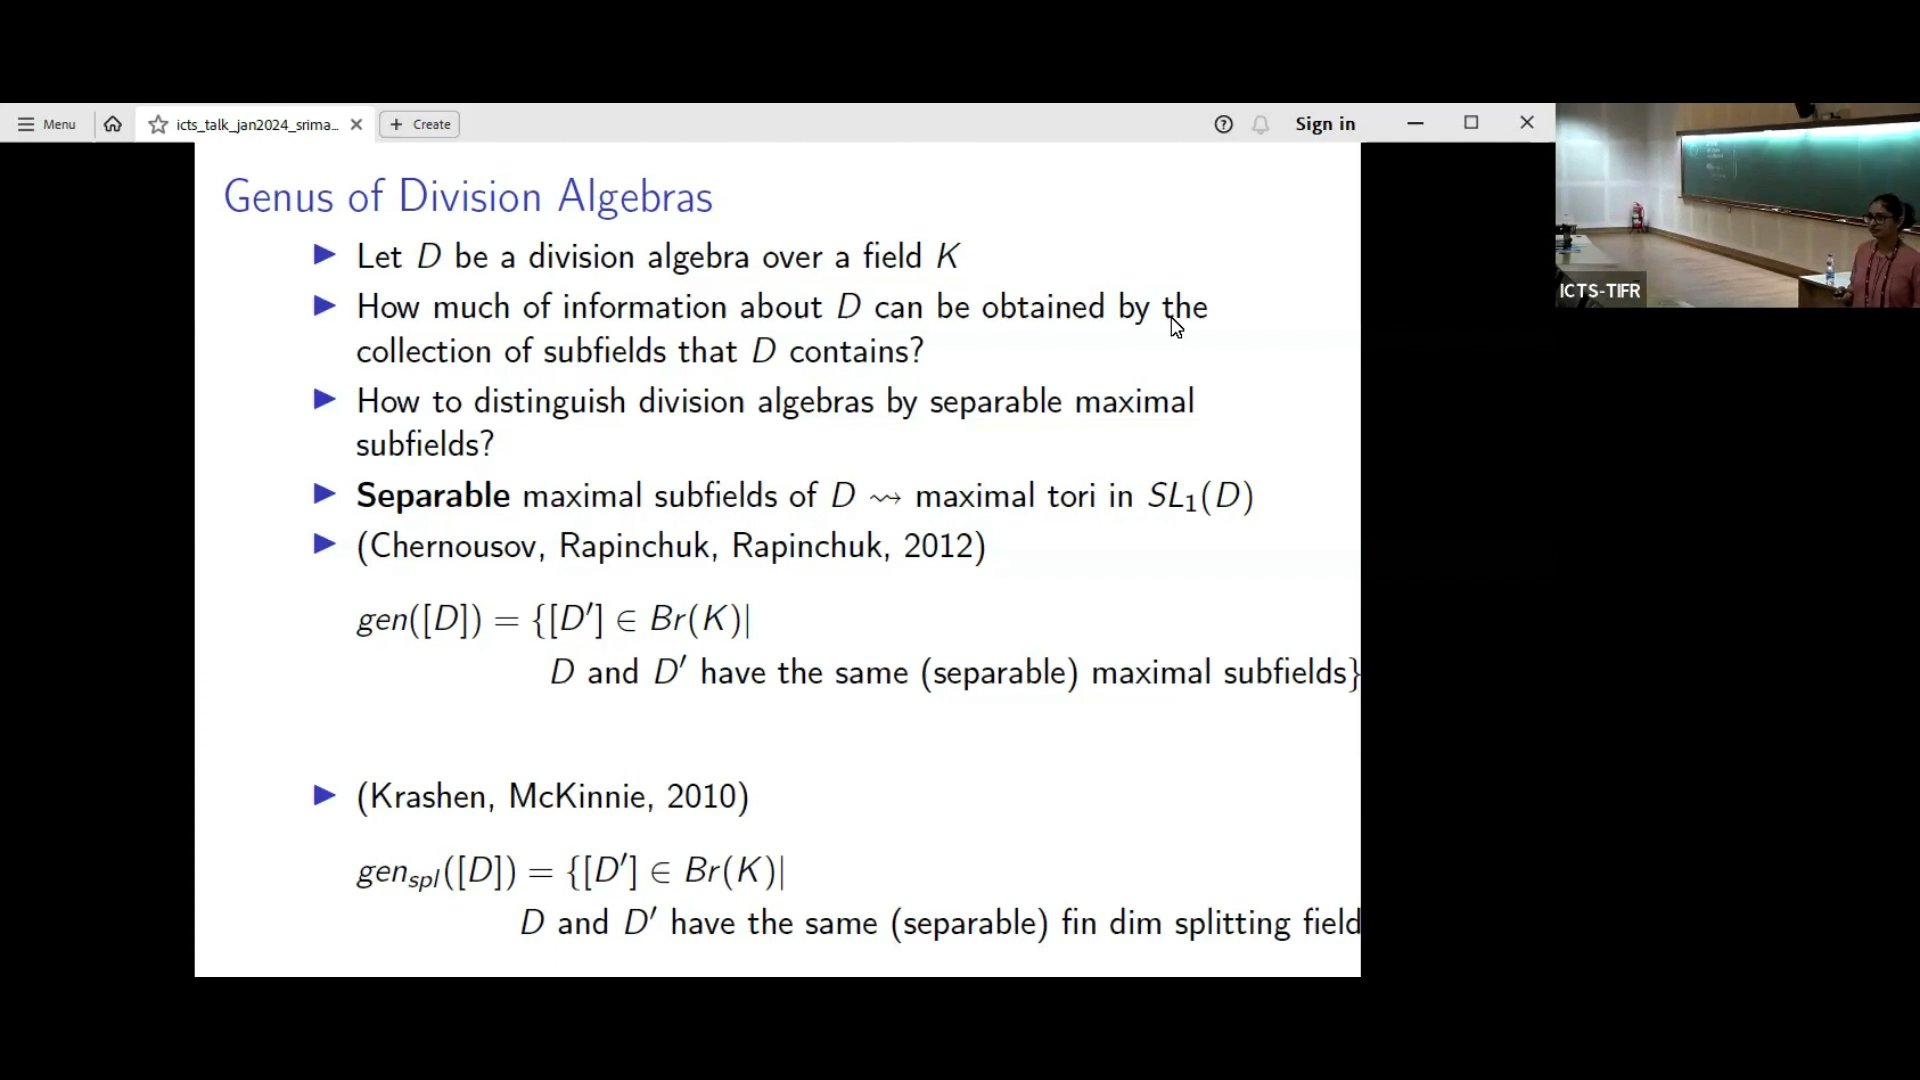 Menu
icts_talk_jan2024_srima...
Create
Sign in
Genus of Division Algebras
Let D be a division algebra over a field K
How much of information about D can be obtained by the
collection of subfields that D contains?
How to distinguish division algebras by separable maximal
subfields?
Separable maximal subfields of D ⇝ maximal tori in SL₁(D)
(Chernousov, Rapinchuk, Rapinchuk, 2012)
gen([D]) = {[D′] ∈ Br(K)|
D and D′ have the same (separable) maximal subfields}
(Krashen, McKinnie, 2010)
gen_spl([D]) = {[D′] ∈ Br(K)|
D and D′ have the same (separable) fin dim splitting field
ICTS-TIFR